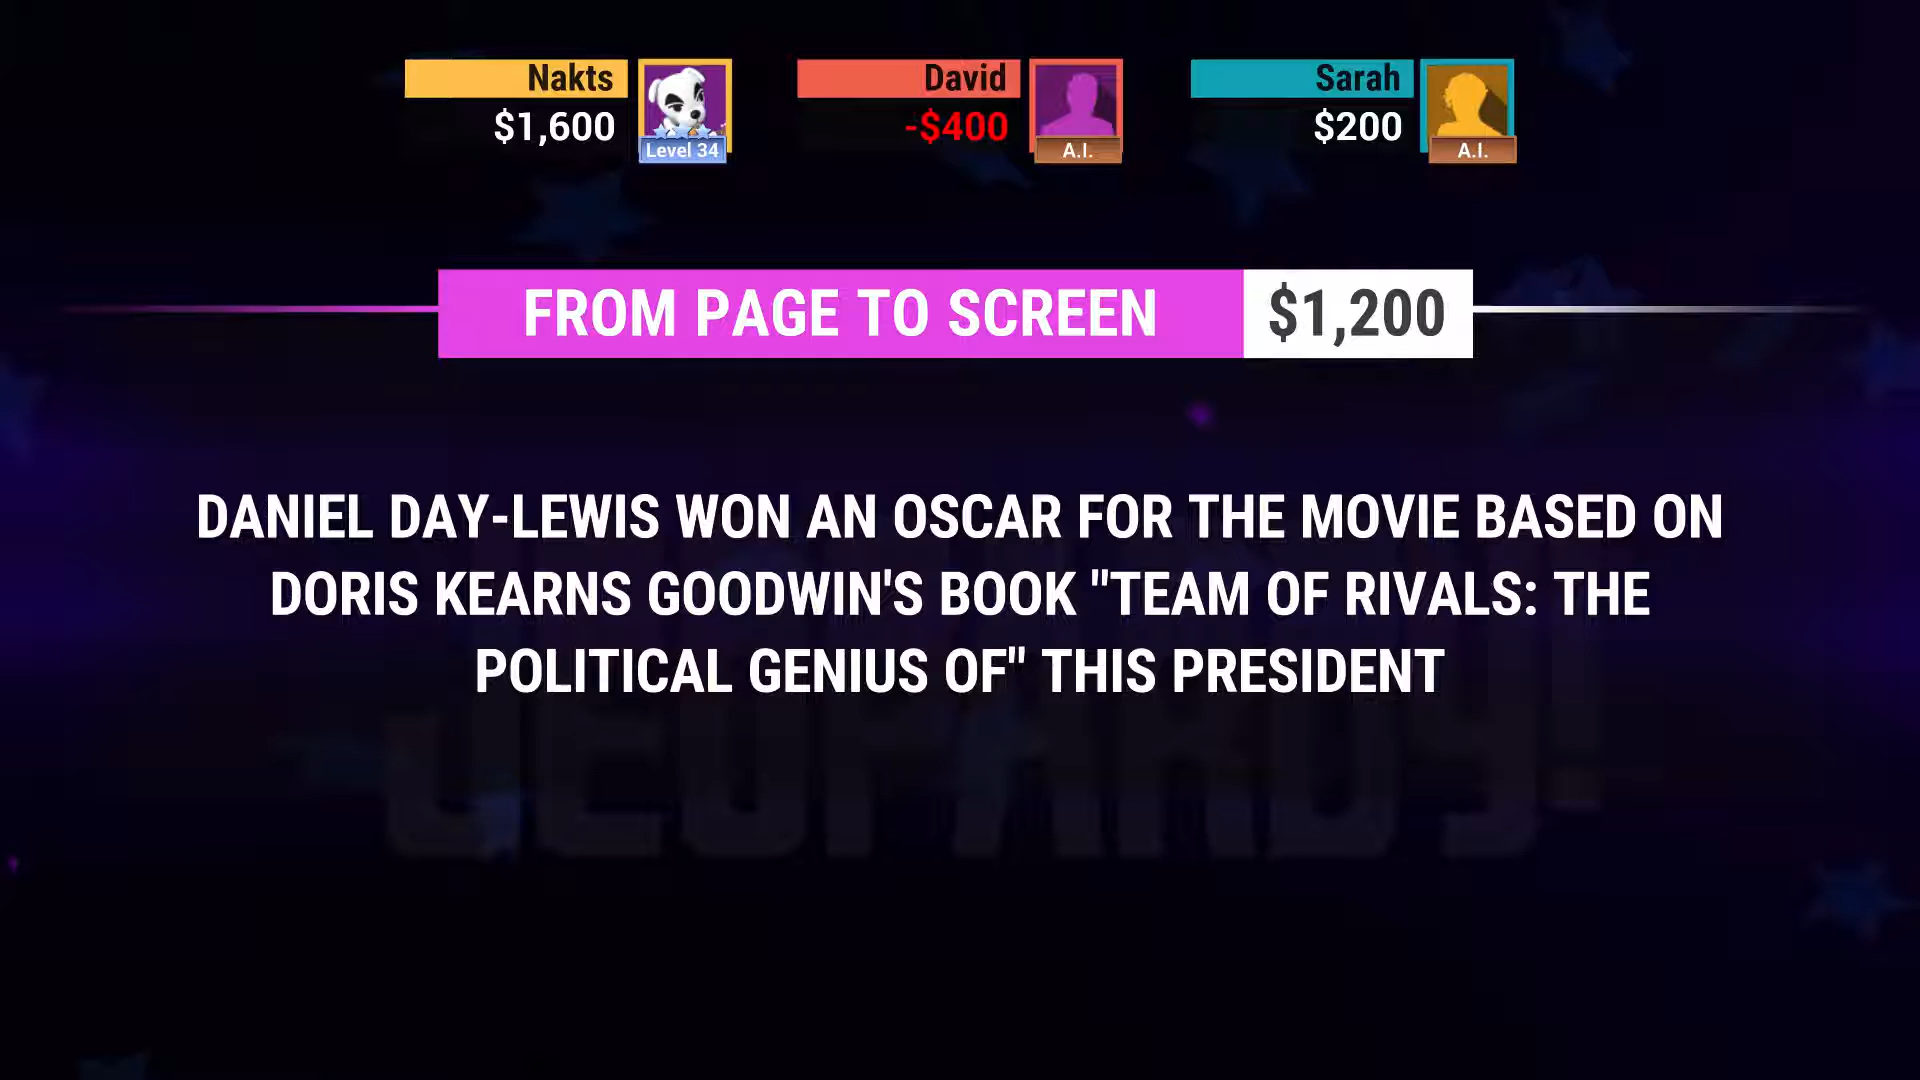 Nakts
$1,600
Level 34
David
-$400
A.I.
Sarah
$200
A.I.
FROM PAGE TO SCREEN $1,200
DANIEL DAY-LEWIS WON AN OSCAR FOR THE MOVIE BASED ON
DORIS KEARNS GOODWIN'S BOOK "TEAM OF RIVALS: THE
POLITICAL GENIUS OF" THIS PRESIDENT
JEOPARDY!